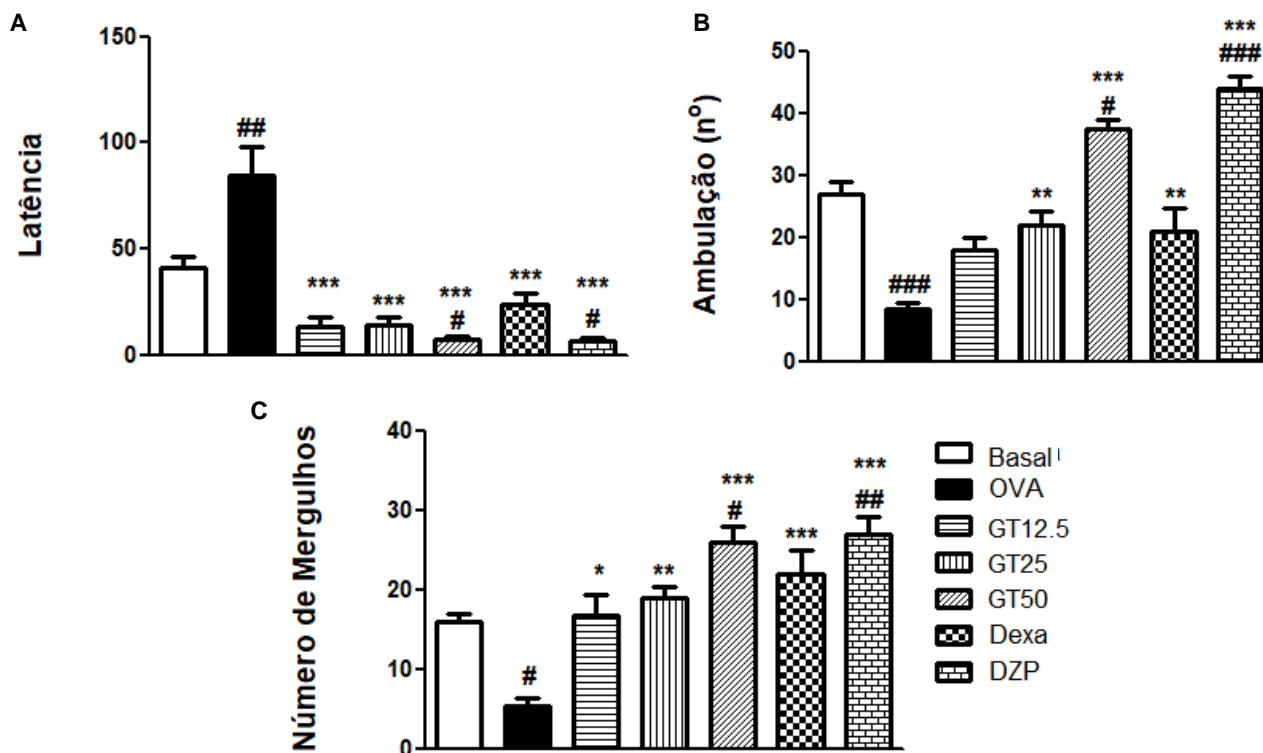 A
Latência
150
100
50
0
##
***
***
***
#
***
***
#
B
Ambulação (nº)
50
40
30
20
10
0
###
**
***
#
**
***
###
C
Número de Mergulhos
40
30
20
10
0
#
*
**
***
#
***
***
##
Basal
OVA
GT12.5
GT25
GT50
Dexa
DZP